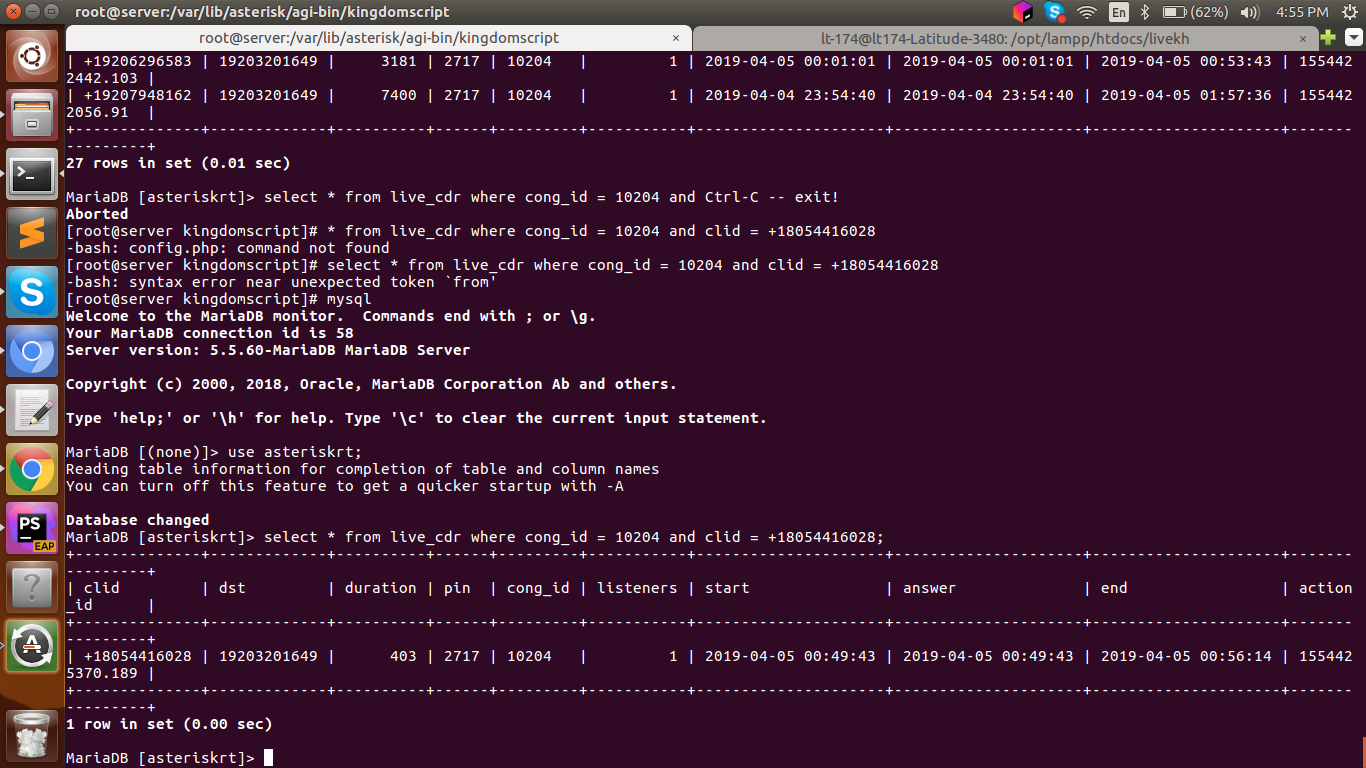 root@server:/var/lib/asterisk/agi-bin/kingdomscript
En
(62%)
4:55 PM
root@server:/var/lib/asterisk/agi-bin/kingdomscript ×
lt-174@lt174-Latitude-3480: /opt/lampp/htdocs/livekh ×
| +19206296583 | 19203201649 | 3181 | 2717 | 10204 | 1 | 2019-04-05 00:01:01 | 2019-04-05 00:01:01 | 2019-04-05 00:53:43 | 155442
2442.103 |
| +19207948162 | 19203201649 | 7400 | 2717 | 10204 | 1 | 2019-04-04 23:54:40 | 2019-04-04 23:54:40 | 2019-04-05 01:57:36 | 155442
2056.91 |
+--------------+-------------+----------+------+---------+-----------+---------------------+---------------------+---------------------+-------
---------+
27 rows in set (0.01 sec)
MariaDB [asteriskrt]> select * from live_cdr where cong_id = 10204 and Ctrl-C -- exit!
Aborted
[root@server kingdomscript]# * from live_cdr where cong_id = 10204 and clid = +18054416028
-bash: config.php: command not found
[root@server kingdomscript]# select * from live_cdr where cong_id = 10204 and clid = +18054416028
-bash: syntax error near unexpected token `from'
[root@server kingdomscript]# mysql
Welcome to the MariaDB monitor.  Commands end with ; or \g.
Your MariaDB connection id is 58
Server version: 5.5.60-MariaDB MariaDB Server
Copyright (c) 2000, 2018, Oracle, MariaDB Corporation Ab and others.
Type 'help;' or '\h' for help. Type '\c' to clear the current input statement.
MariaDB [(none)]> use asteriskrt;
Reading table information for completion of table and column names
You can turn off this feature to get a quicker startup with -A
Database changed
MariaDB [asteriskrt]> select * from live_cdr where cong_id = 10204 and clid = +18054416028;
+--------------+-------------+----------+------+---------+-----------+---------------------+---------------------+---------------------+-------
---------+
| clid | dst | duration | pin | cong_id | listeners | start | answer | end | action
_id |
+--------------+-------------+----------+------+---------+-----------+---------------------+---------------------+---------------------+-------
---------+
| +18054416028 | 19203201649 | 403 | 2717 | 10204 | 1 | 2019-04-05 00:49:43 | 2019-04-05 00:49:43 | 2019-04-05 00:56:14 | 155442
5370.189 |
+--------------+-------------+----------+------+---------+-----------+---------------------+---------------------+---------------------+-------
---------+
1 row in set (0.00 sec)
MariaDB [asteriskrt]>
S
PS
EAP
?
A